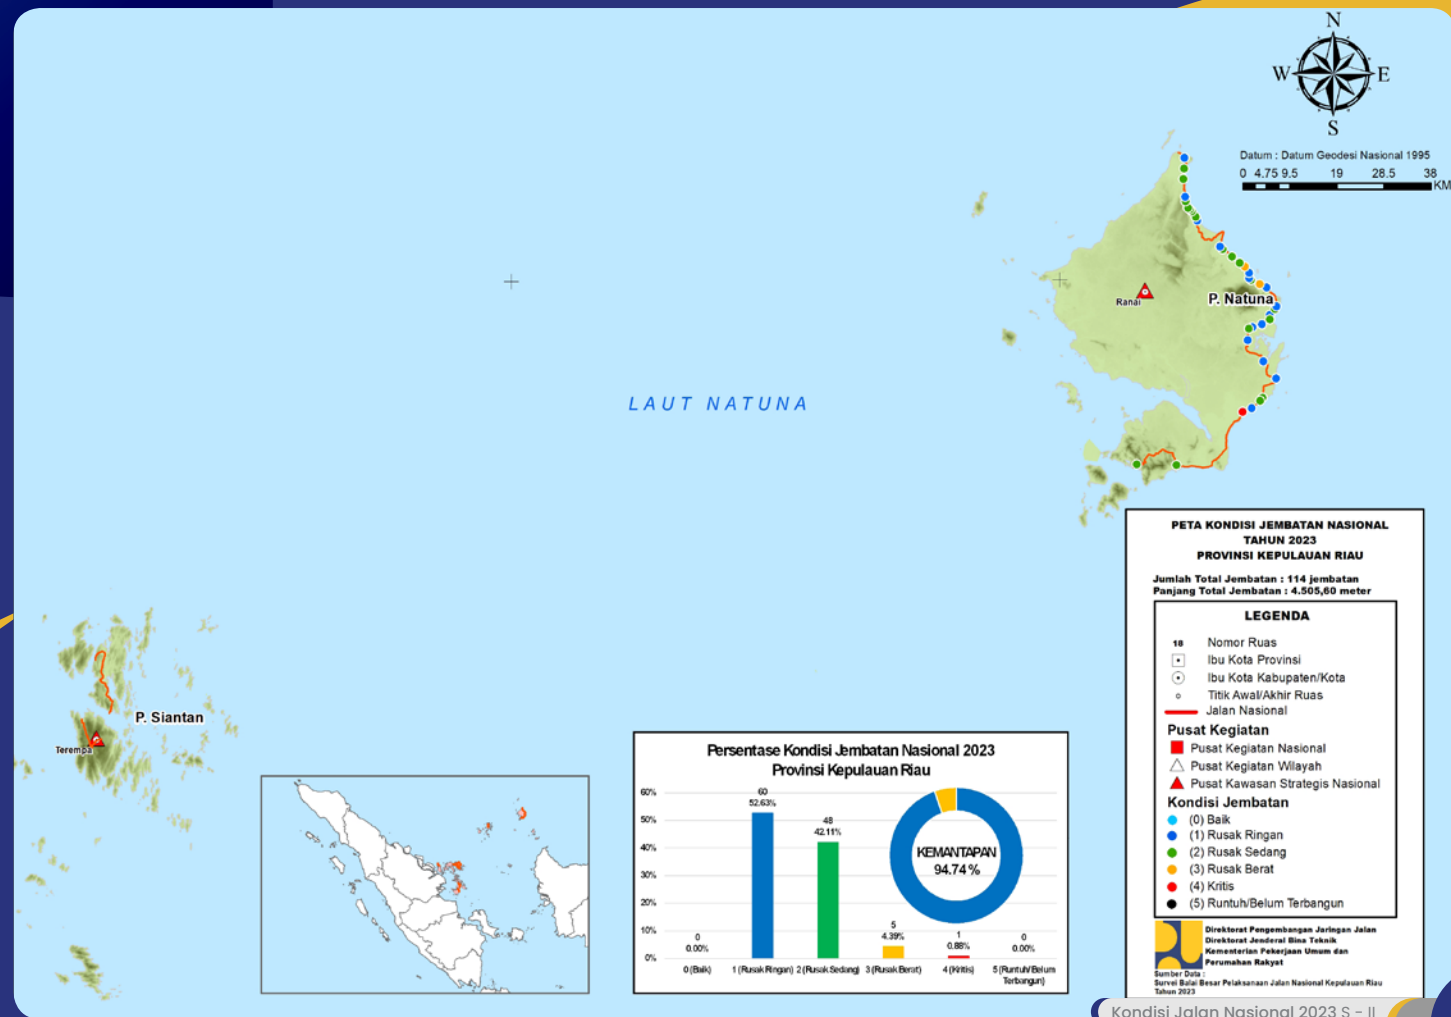 N
W E
S
Datum : Datum Geodesi Nasional 1995
0 4.75 9.5 19 28.5 38
KM
Ranai
P. Natuna
LAUT NATUNA
P. Siantan
Terempa
PETA KONDISI JEMBATAN NASIONAL
TAHUN 2023
PROVINSI KEPULAUAN RIAU
Jumlah Total Jembatan : 114 jembatan
Panjang Total Jembatan : 4.505,60 meter
LEGENDA
18 Nomor Ruas
Ibu Kota Provinsi
Ibu Kota Kabupaten/Kota
Titik Awal/Akhir Ruas
Jalan Nasional
Pusat Kegiatan
Pusat Kegiatan Nasional
Pusat Kegiatan Wilayah
Pusat Kawasan Strategis Nasional
Kondisi Jembatan
(0) Baik
(1) Rusak Ringan
(2) Rusak Sedang
(3) Rusak Berat
(4) Kritis
(5) Runtuh/Belum Terbangun
Direktorat Pengembangan Jaringan Jalan
Direktorat Jenderal Bina Teknik
Kementerian Pekerjaan Umum dan
Perumahan Rakyat
Sumber Data :
Survei Balai Besar Pelaksanaan Jalan Nasional Kepulauan Riau
Tahun 2023
Persentase Kondisi Jembatan Nasional 2023
Provinsi Kepulauan Riau
60%
50%
40%
30%
20%
10%
0%
0
0.00%
60
52.63%
48
42.11%
5
4.39%
1
0.88%
0
0.00%
KEMANTAPAN
94.74 %
0 (Baik) 1 (Rusak Ringan) 2 (Rusak Sedang) 3 (Rusak Berat) 4 (Kritis) 5 (Runtuh/Belum
Terbangun)
Kondisi Jalan Nasional 2023 S - II